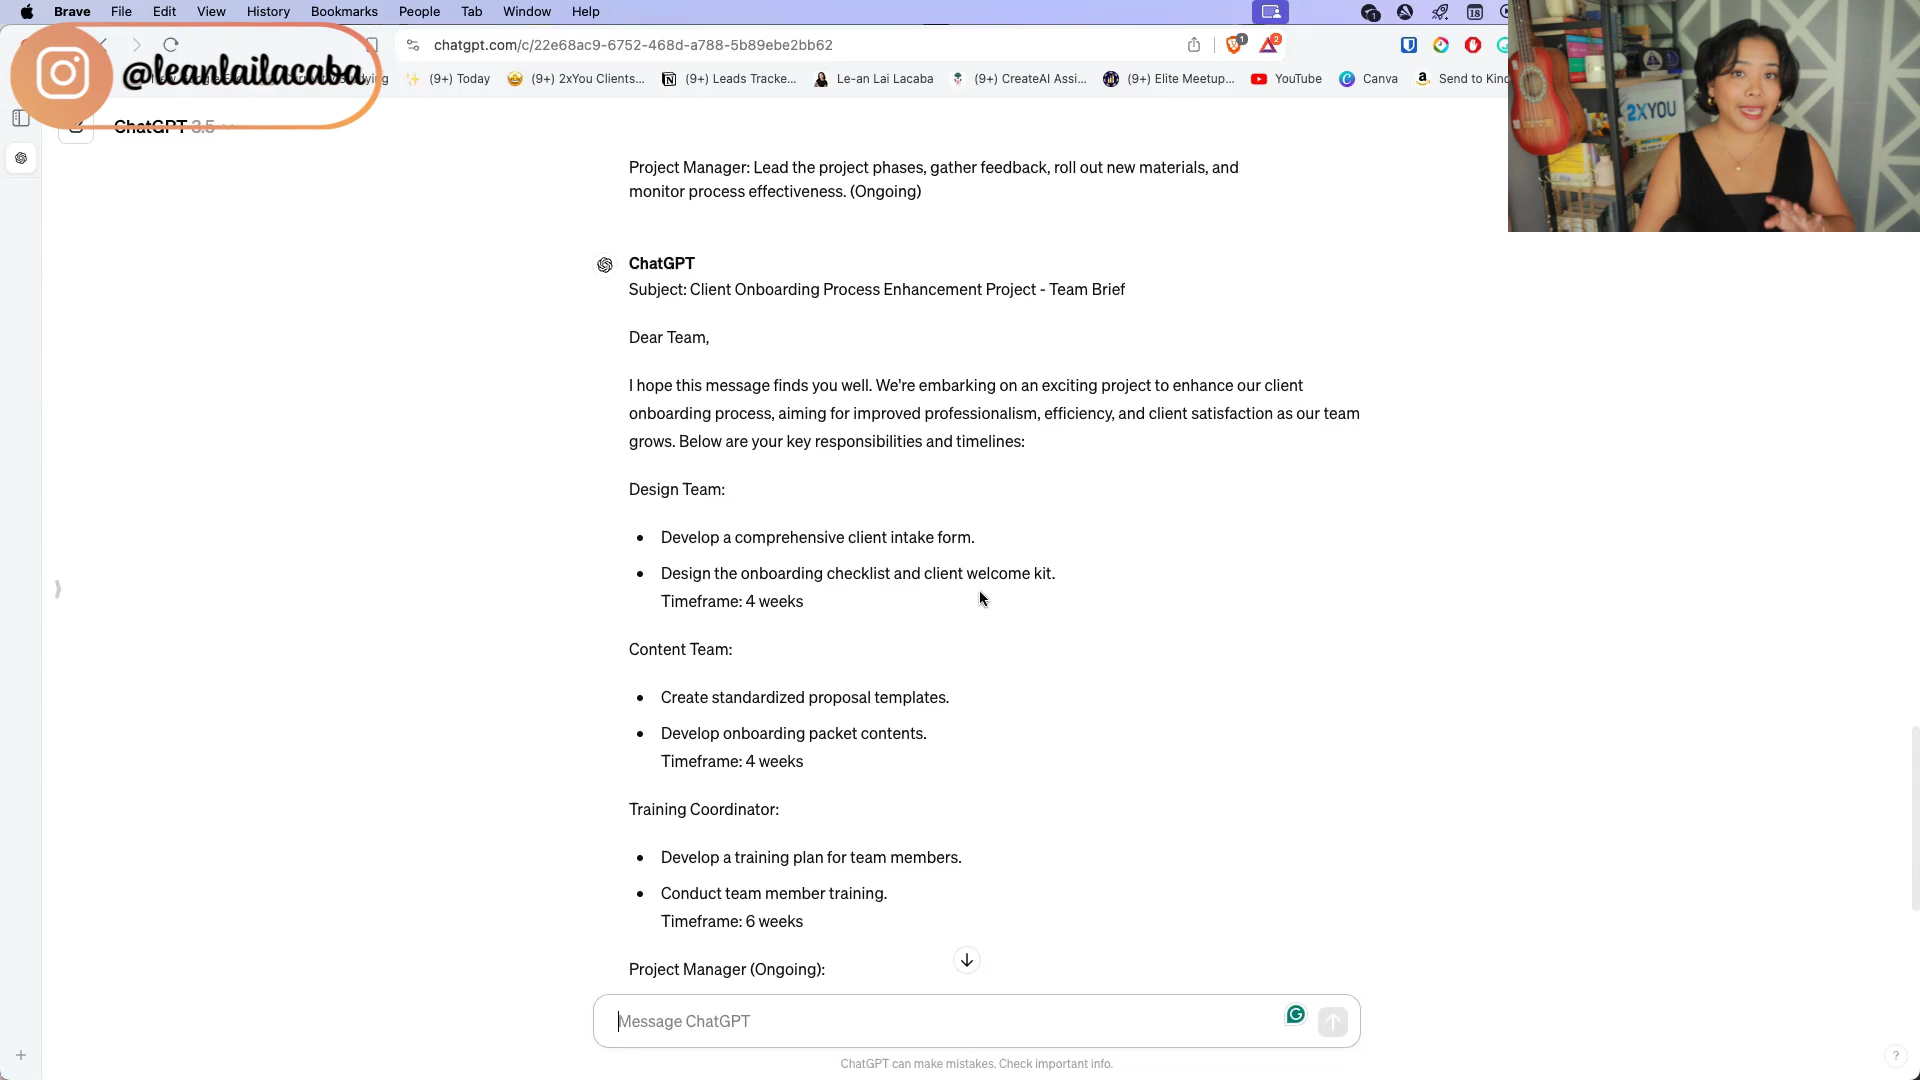 Brave File Edit View History Bookmarks People Tab Window Help
1
18
@leanlailacaba
chatgpt.com/c/22e68ac9-6752-468d-a788-5b89ebe2bb62
1
2
(9+) Today
(9+) 2xYou Clients...
(9+) Leads Tracke...
Le-an Lai Lacaba
(9+) CreateAI Assi...
(9+) Elite Meetup...
YouTube
Canva
Send to Kind
2XYOU
ChatGPT 3.5
Project Manager: Lead the project phases, gather feedback, roll out new materials, and
monitor process effectiveness. (Ongoing)
ChatGPT
Subject: Client Onboarding Process Enhancement Project - Team Brief
Dear Team,
I hope this message finds you well. We're embarking on an exciting project to enhance our client
onboarding process, aiming for improved professionalism, efficiency, and client satisfaction as our team
grows. Below are your key responsibilities and timelines:
Design Team:
Develop a comprehensive client intake form.
Design the onboarding checklist and client welcome kit.
Timeframe: 4 weeks
Content Team:
Create standardized proposal templates.
Develop onboarding packet contents.
Timeframe: 4 weeks
Training Coordinator:
Develop a training plan for team members.
Conduct team member training.
Timeframe: 6 weeks
Project Manager (Ongoing):
Message ChatGPT
ChatGPT can make mistakes. Check important info.
?